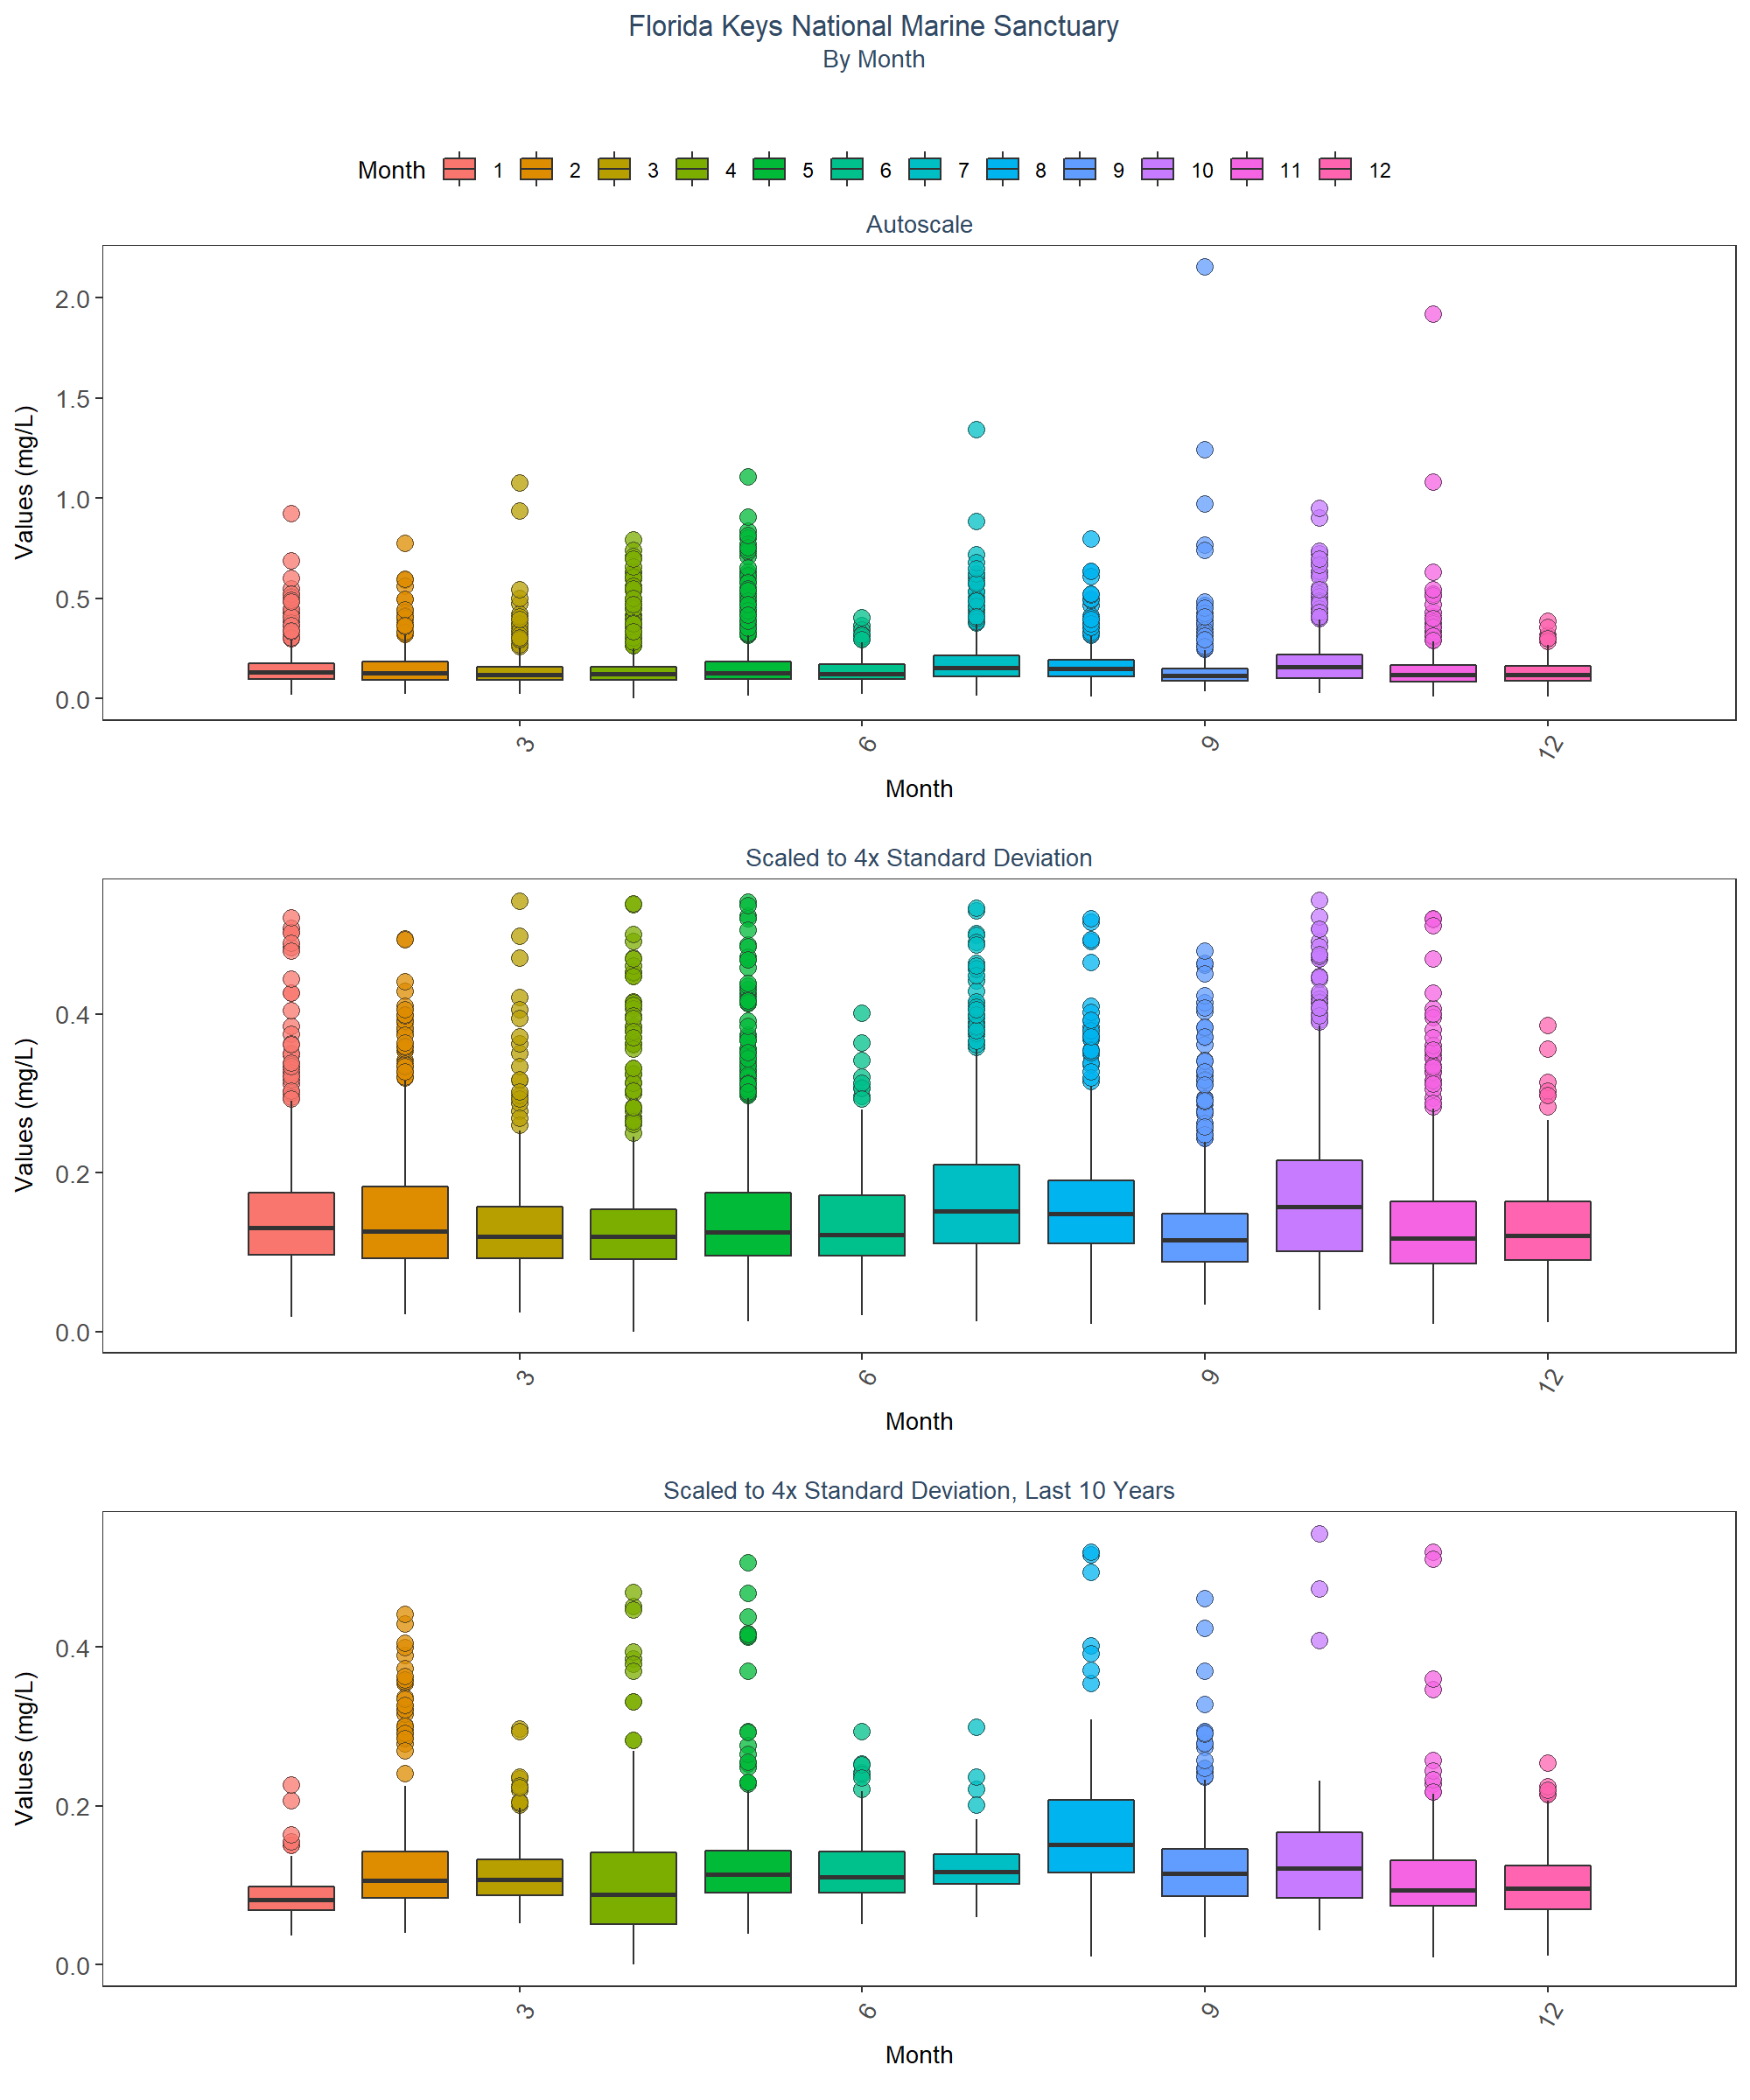 Florida Keys National Marine Sanctuary
By Month
Month 1 2 3 4 5 6 7 8 9 10 11 12
Autoscale
Values (mg/L)
2.0
1.5
1.0
0.5
0.0
3 6 9 12
Month
Scaled to 4x Standard Deviation
Values (mg/L)
0.4
0.2
0.0
3 6 9 12
Month
Scaled to 4x Standard Deviation, Last 10 Years
Values (mg/L)
0.4
0.2
0.0
3 6 9 12
Month